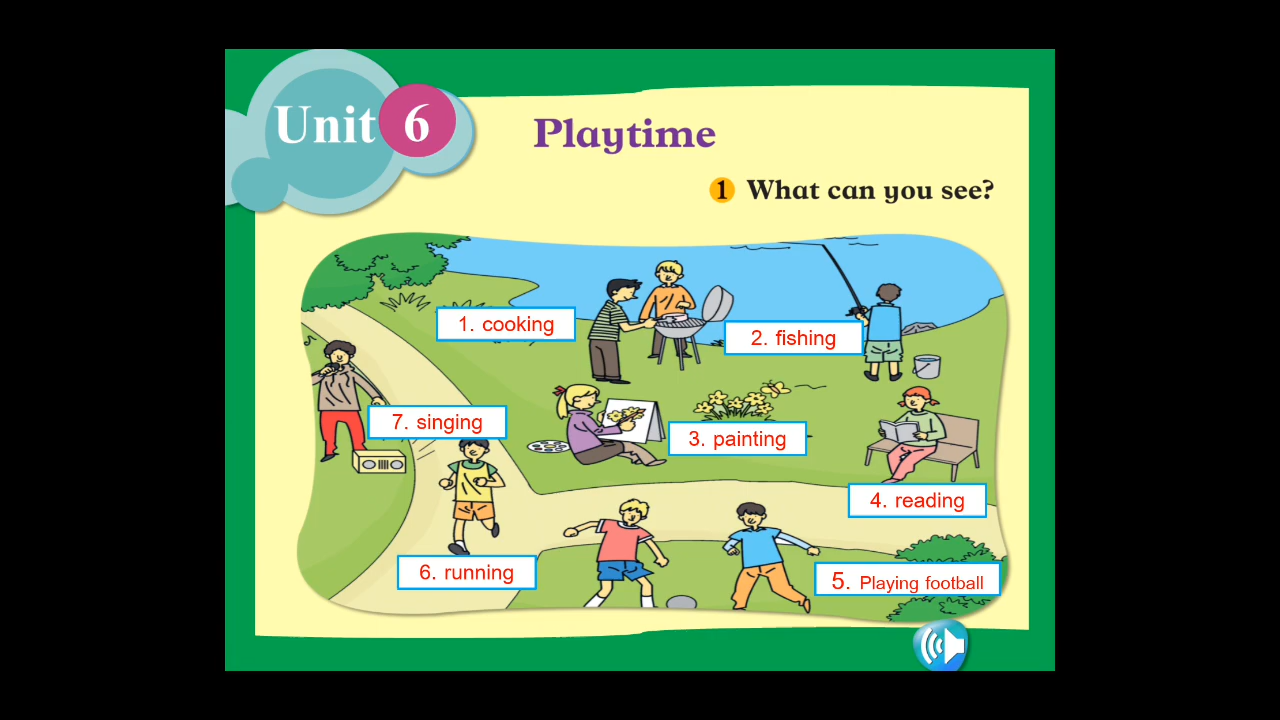 Unit 6
Playtime
1 What can you see?
1. cooking
2. fishing
7. singing
3. painting
4. reading
6. running
5. Playing football